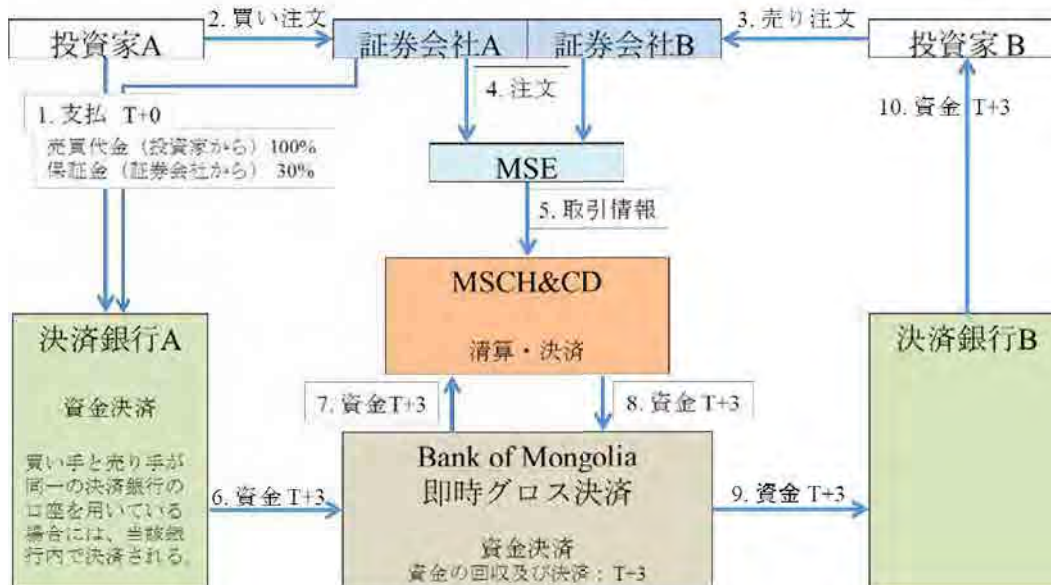 2. 買い注文
3. 売り注文
投資家A
証券会社A
証券会社B
投資家 B
4. 注文
10. 資金 T+3
1. 支払 T+0
売買代金（投資家から）100%
保証金（証券会社から） 30%
MSE
5. 取引情報
MSCH&CD
清算・決済
決済銀行A
資金決済
買い手と売り手が
同一の決済銀行の
口座を用いている
場合には、当該銀
行内で決済される。
決済銀行B
7. 資金T+3
8. 資金 T+3
Bank of Mongolia
即時グロス決済
資金決済
資金の回収及び決済：T+3
6. 資金 T+3
9. 資金 T+3